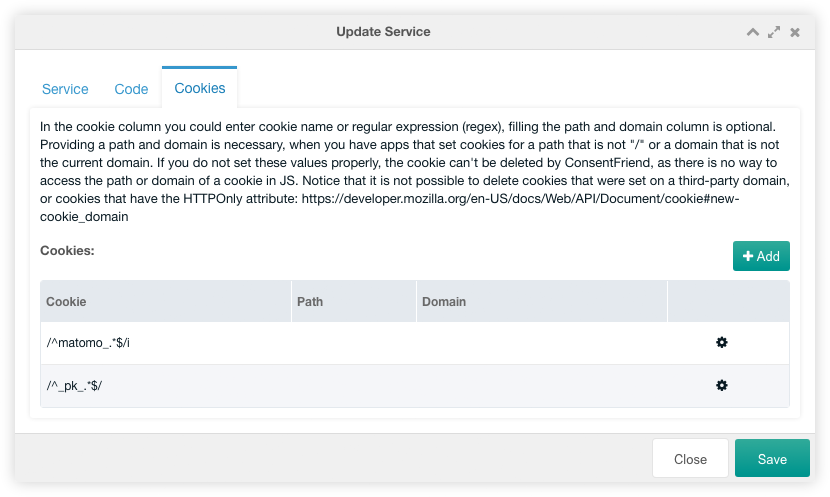 Update Service
Service Code Cookies
In the cookie column you could enter cookie name or regular expression (regex), filling the path and domain column is optional.
Providing a path and domain is necessary, when you have apps that set cookies for a path that is not "/" or a domain that is not
the current domain. If you do not set these values properly, the cookie can't be deleted by ConsentFriend, as there is no way to
access the path or domain of a cookie in JS. Notice that it is not possible to delete cookies that were set on a third-party domain,
or cookies that have the HTTPOnly attribute: https://developer.mozilla.org/en-US/docs/Web/API/Document/cookie#new-
cookie_domain
Cookies:
Add
Cookie Path Domain
/^matomo_.*$/i
/^_pk_.*$/
Close Save